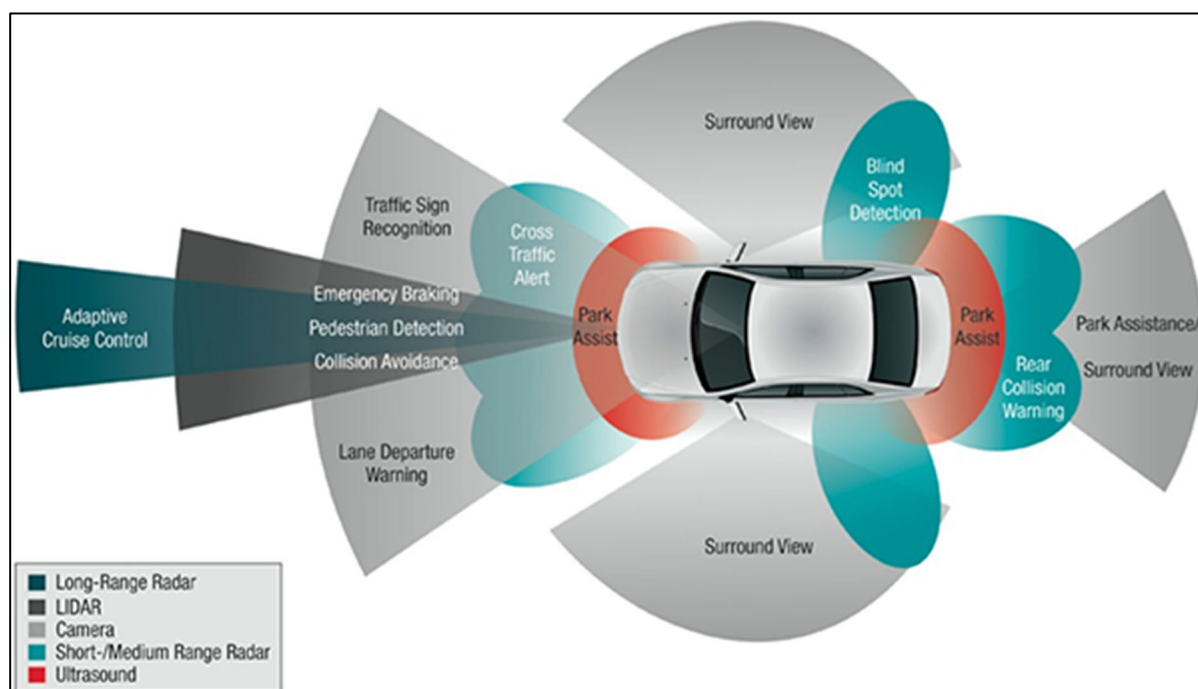 Surround View
Blind
Spot
Detection
Traffic Sign
Recognition
Cross
Traffic
Alert
Adaptive
Cruise Control
Emergency Braking
Pedestrian Detection
Collision Avoidance
Park
Assist
Park
Assist
Park Assistance/
Surround View
Rear
Collision
Warning
Lane Departure
Warning
Surround View
Long-Range Radar
LIDAR
Camera
Short-/Medium Range Radar
Ultrasound